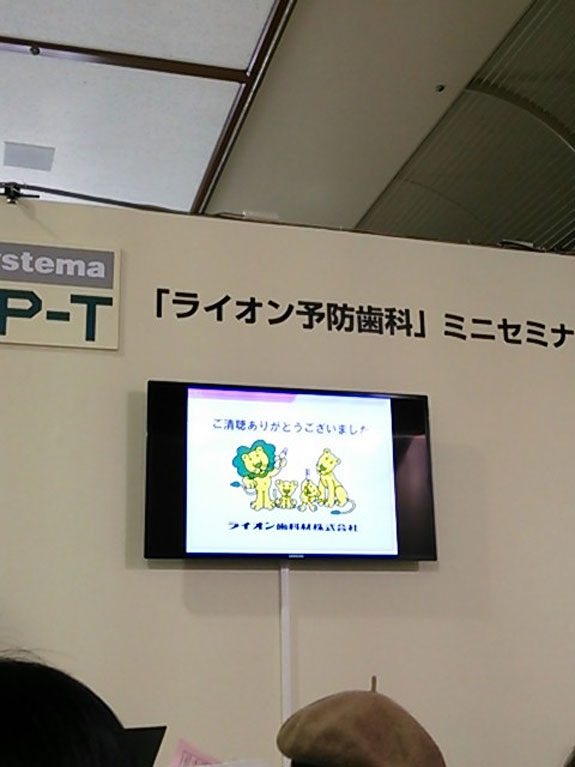 stema
P-T
「ライオン予防歯科」ミニセミナ
ご清聴ありがとうございました
ライオン歯科材株式会社